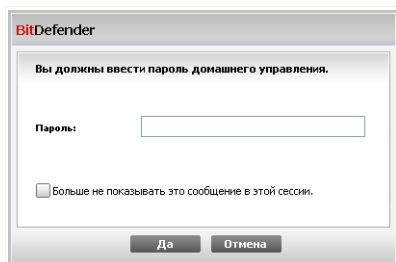 BitDefender
Вы должны ввести пароль домашнего управления.
Пароль:
Больше не показывать это сообщение в этой сессии.
Да Отмена